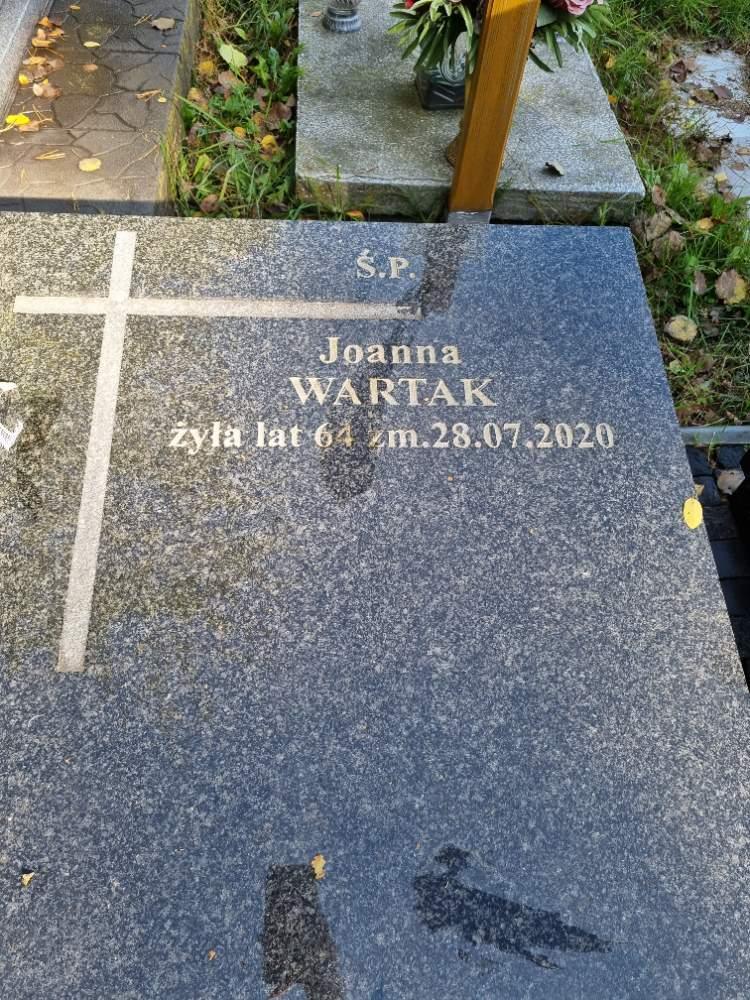 Ś.P.
Joanna
WARTAK
żyła lat 64 zm.28.07.2020